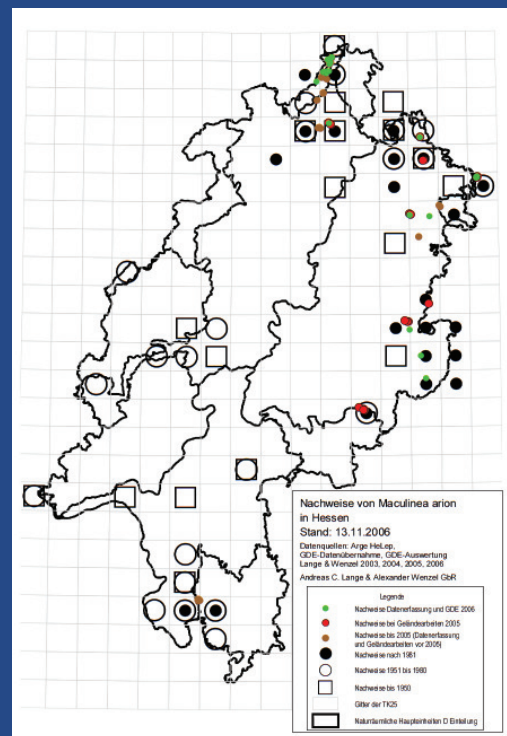 Nachweise von Maculinea arion
in Hessen
Stand: 13.11.2006
Datenquellen: Arge HeLep,
GDE-Datenübernahme, GDE-Auswertung
Lange & Wenzel 2003, 2004, 2005, 2006
Andreas C. Lange & Alexander Wenzel GbR
Legende
Nachweise Datenerfassung und GDE 2006
Nachweise bei Geländearbeiten 2005
Nachweise bis 2005 (Datenerfassung
und Geländearbeiten vor 2005)
Nachweise nach 1981
Nachweise 1951 bis 1980
Nachweise bis 1950
Gitter der TK25
Naturräumliche Haupteinheiten D Einteilung